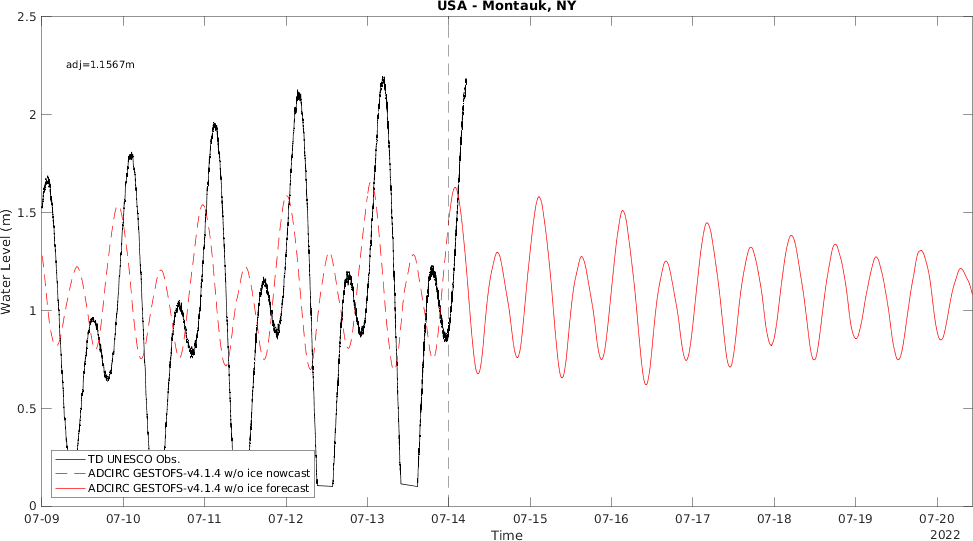 USA - Montauk, NY
2.5
adj=1.1567m
2
1.5
1
0.5
0
Water Level (m)
TD UNESCO Obs.
ADCIRC GESTOFS-v4.1.4 w/o ice nowcast
ADCIRC GESTOFS-v4.1.4 w/o ice forecast
07-09 07-10 07-11 07-12 07-13 07-14 07-15 07-16 07-17 07-18 07-19 07-20
Time
2022